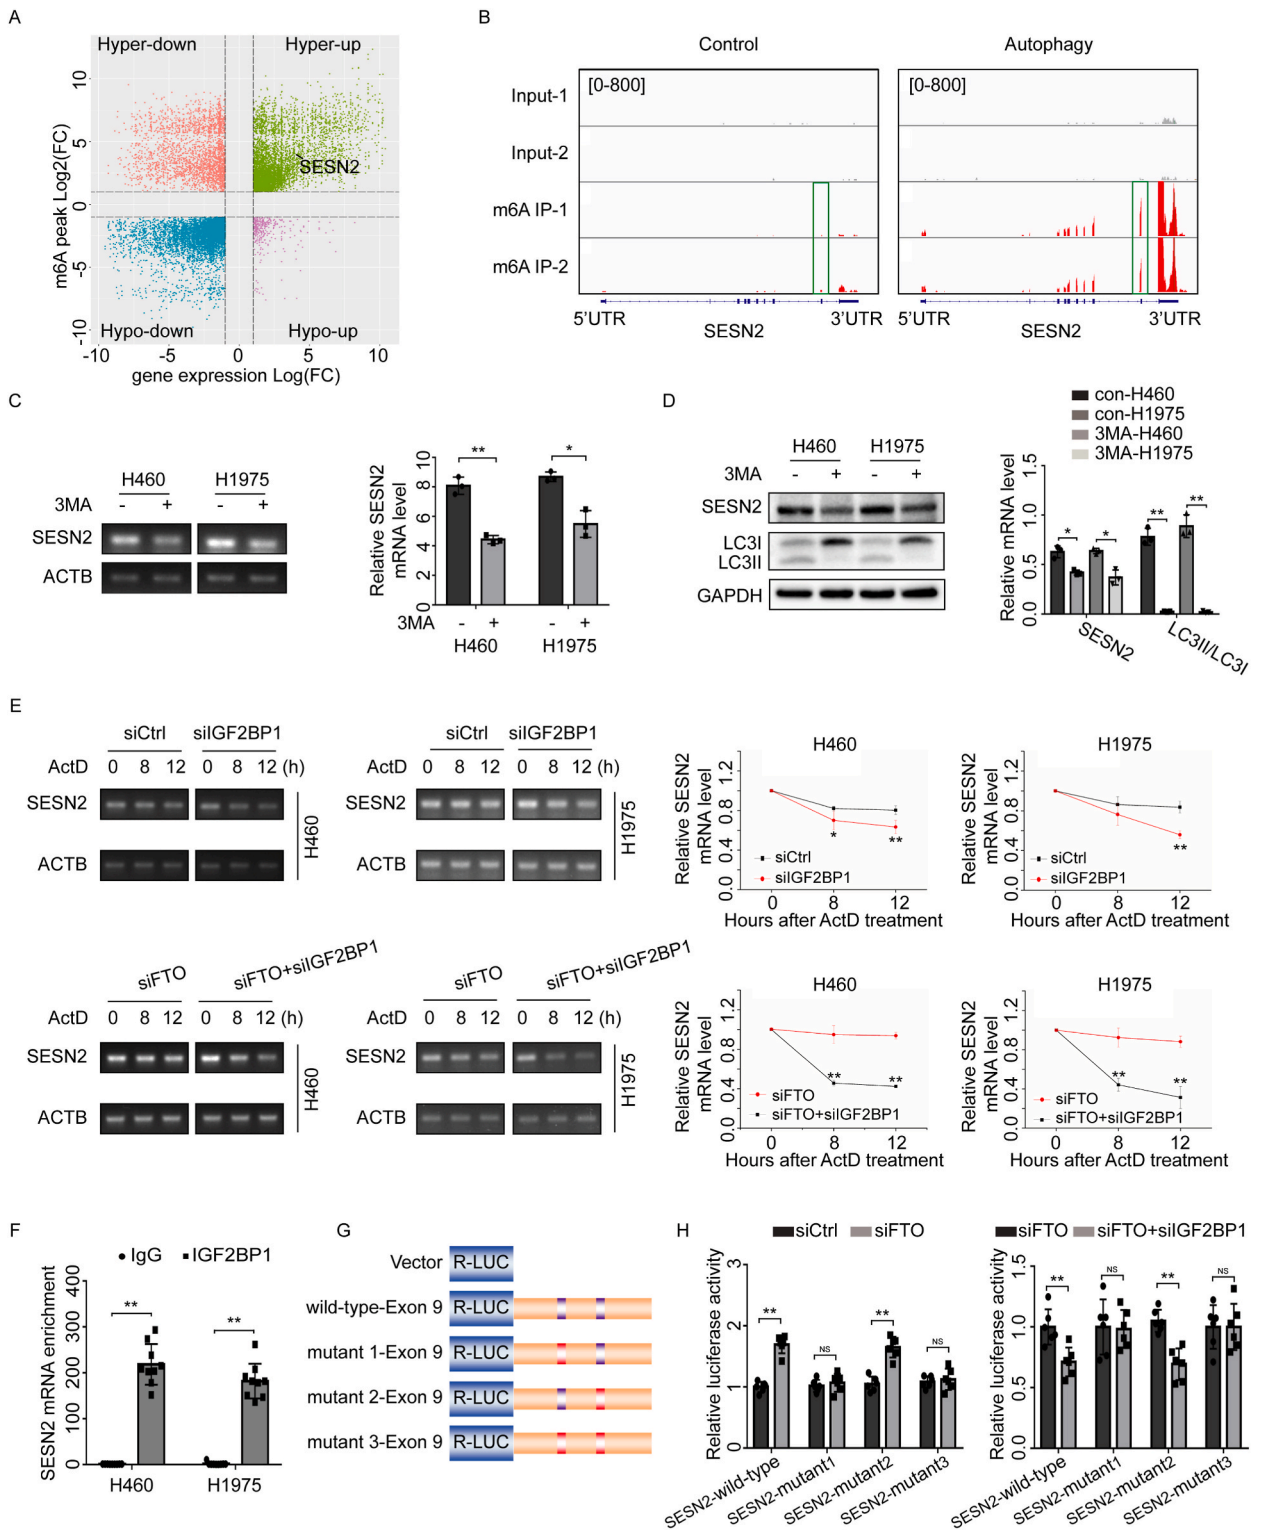 A
Hyper-down
Hyper-up
SESN2
Hypo-down
Hypo-up
m6A peak Log2(FC)
10
5
0
-5
-10
-10 -5 0 5 10
gene expression Log(FC)
B
Control Autophagy
[0-800] [0-800]
Input-1
Input-2
m6A IP-1
m6A IP-2
5'UTR 3'UTR 5'UTR 3'UTR
SESN2 SESN2
C
H460 H1975
3MA - + - +
SESN2
ACTB
Relative SESN2
mRNA level
10
8
6
4
2
0
** *
3MA - + - +
H460 H1975
D
H460 H1975
3MA - + - +
SESN2
LC3I
LC3II
GAPDH
con-H460
con-H1975
3MA-H460
3MA-H1975
Relative mRNA level
1.5
1.0
0.5
0.0
* * ** **
SESN2
LC3II/LC3I
E
siCtrl siIGF2BP1
ActD 0 8 12 0 8 12 (h)
SESN2
ACTB
H460
siCtrl siIGF2BP1
ActD 0 8 12 0 8 12 (h)
SESN2
ACTB
H1975
H460
Relative SESN2
mRNA level
1.2
0.8
0.4
0.0
* **
siCtrl
siIGF2BP1
0 8 12
Hours after ActD treatment
H1975
Relative SESN2
mRNA level
1.2
0.8
0.4
0.0
**
siCtrl
siIGF2BP1
0 8 12
Hours after ActD treatment
siFTO siFTO+siIGF2BP1
ActD 0 8 12 0 8 12 (h)
SESN2
ACTB
H460
siFTO siFTO+siIGF2BP1
ActD 0 8 12 0 8 12 (h)
SESN2
ACTB
H1975
H460
Relative SESN2
mRNA level
1.2
0.8
0.4
0.0
** **
siFTO
siFTO+siIGF2BP1
0 8 12
Hours after ActD treatment
H1975
Relative SESN2
mRNA level
1.2
0.8
0.4
0.0
** **
siFTO
siFTO+siIGF2BP1
0 8 12
Hours after ActD treatment
F
IgG IGF2BP1
SESN2 mRNA enrichment
400
300
200
100
0
** **
H460 H1975
G
Vector R-LUC
wild-type-Exon 9 R-LUC
mutant 1-Exon 9 R-LUC
mutant 2-Exon 9 R-LUC
mutant 3-Exon 9 R-LUC
H
siCtrl siFTO
Relative luciferase activity
3
2
1
0
** NS ** NS
SESN2-wild-type
SESN2-mutant1
SESN2-mutant2
SESN2-mutant3
siFTO siFTO+siIGF2BP1
Relative luciferase activity
1.5
1.0
0.5
0.0
** NS ** NS
SESN2-wild-type
SESN2-mutant1
SESN2-mutant2
SESN2-mutant3